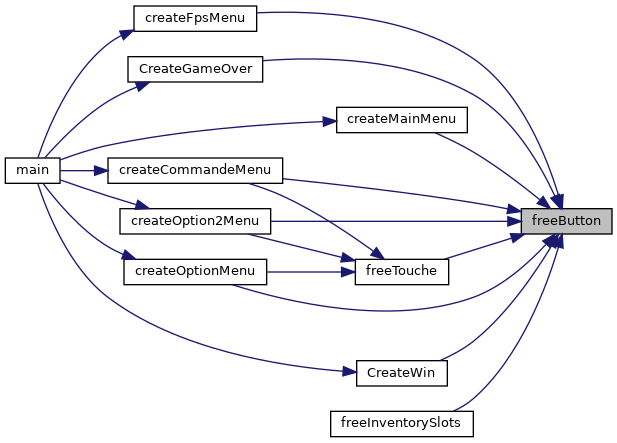 createFpsMenu
CreateGameOver
createMainMenu
main
createCommandeMenu
createOption2Menu
freeButton
createOptionMenu
freeTouche
CreateWin
freeInventorySlots